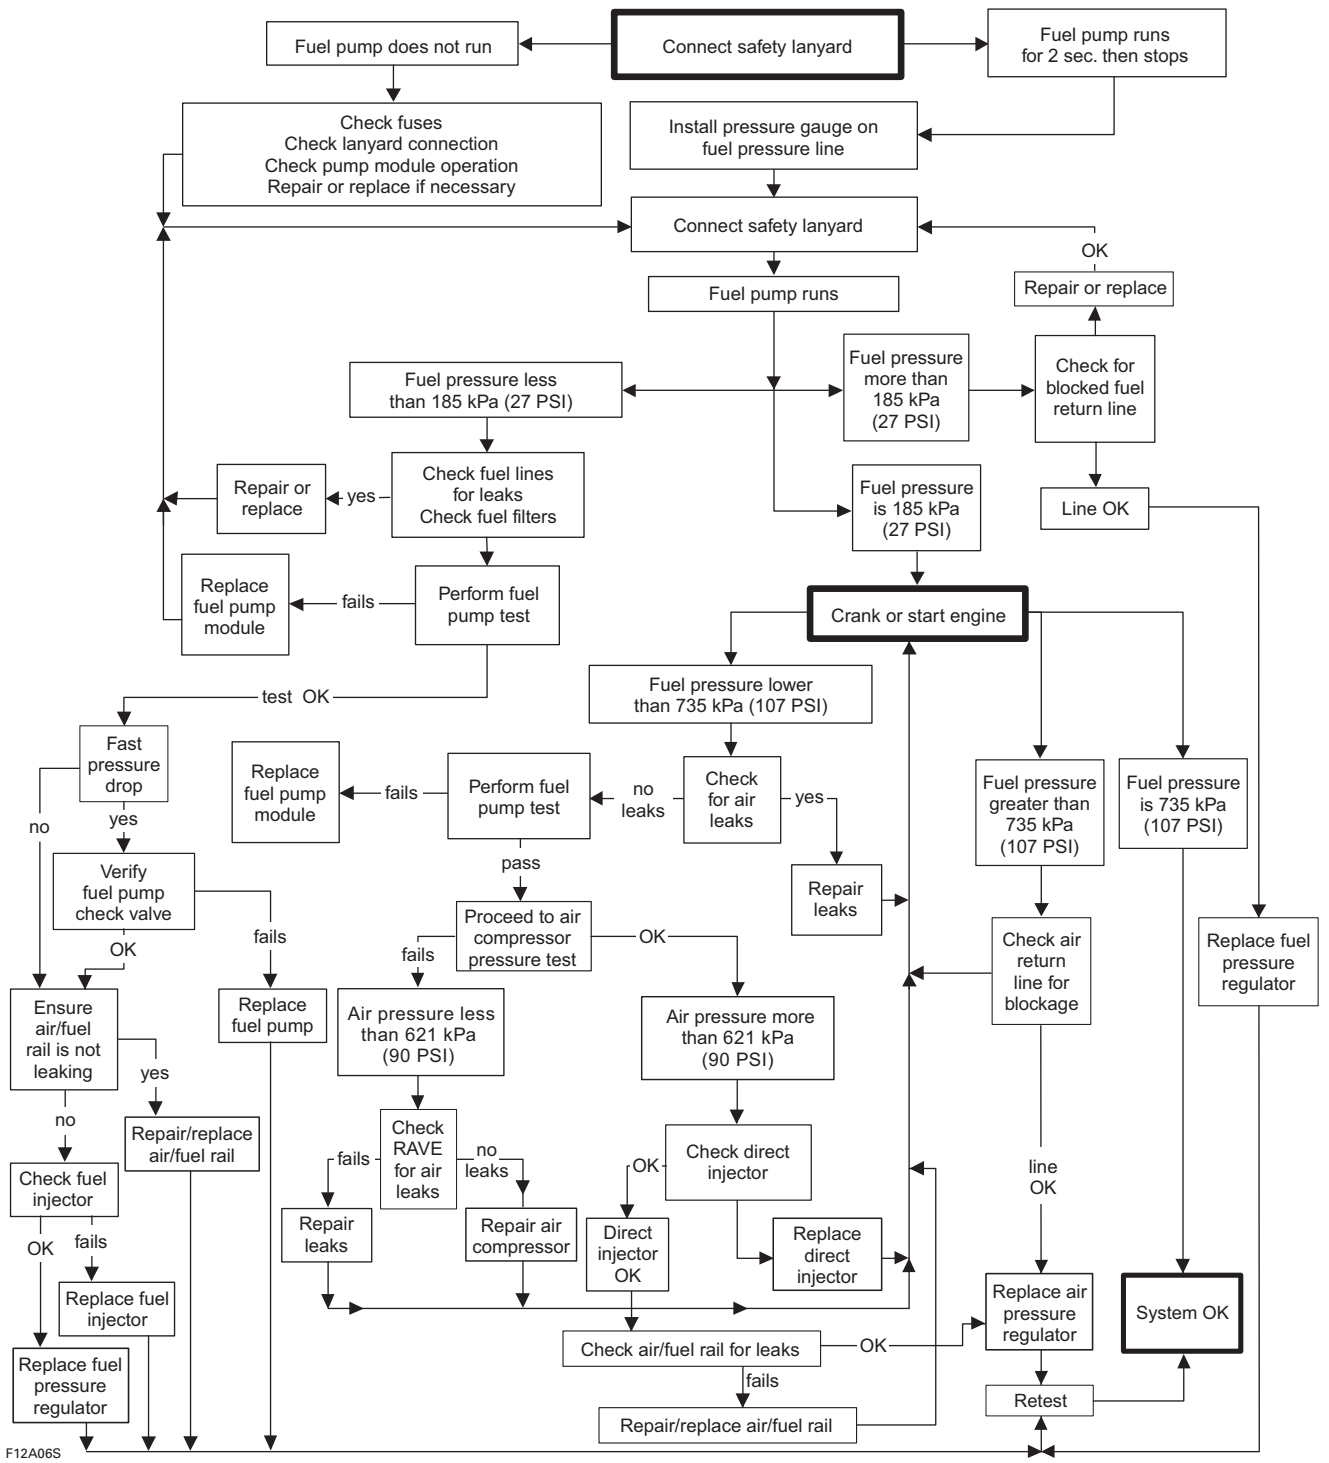 Fuel pump does not run
Connect safety lanyard
Fuel pump runs
for 2 sec. then stops
Check fuses
Check lanyard connection
Check pump module operation
Repair or replace if necessary
Install pressure gauge on
fuel pressure line
Connect safety lanyard
OK
Repair or replace
Fuel pump runs
Fuel pressure less
than 185 kPa (27 PSI)
Fuel pressure
more than
185 kPa
(27 PSI)
Check for
blocked fuel
return line
Repair or
replace
yes
Check fuel lines
for leaks
Check fuel filters
Fuel pressure
is 185 kPa
(27 PSI)
Line OK
Replace
fuel pump
module
fails
Perform fuel
pump test
Crank or start engine
test OK
Fuel pressure lower
than 735 kPa (107 PSI)
Fast
pressure
drop
Replace
fuel pump
module
fails
Perform fuel
pump test
no
leaks
Check
for air
leaks
yes
Fuel pressure
greater than
735 kPa
(107 PSI)
Fuel pressure
is 735 kPa
(107 PSI)
no
yes
Verify
fuel pump
check valve
pass
Repair
leaks
OK
fails
fails
Proceed to air
compressor
pressure test
OK
Check air
return
line for
blockage
Replace fuel
pressure
regulator
Ensure
air/fuel
rail is not
leaking
Replace
fuel pump
Air pressure less
than 621 kPa
(90 PSI)
Air pressure more
than 621 kPa
(90 PSI)
yes
no
Repair/replace
air/fuel rail
fails
Check
RAVE
for air
leaks
no
leaks
OK
Check direct
injector
line
OK
Check fuel
injector
OK
fails
Repair
leaks
Repair air
compressor
Direct
injector
OK
Replace
direct
injector
Replace fuel
injector
Replace air
pressure
regulator
System OK
Replace fuel
pressure
regulator
Check air/fuel rail for leaks
OK
fails
Retest
Repair/replace air/fuel rail
F12A06S